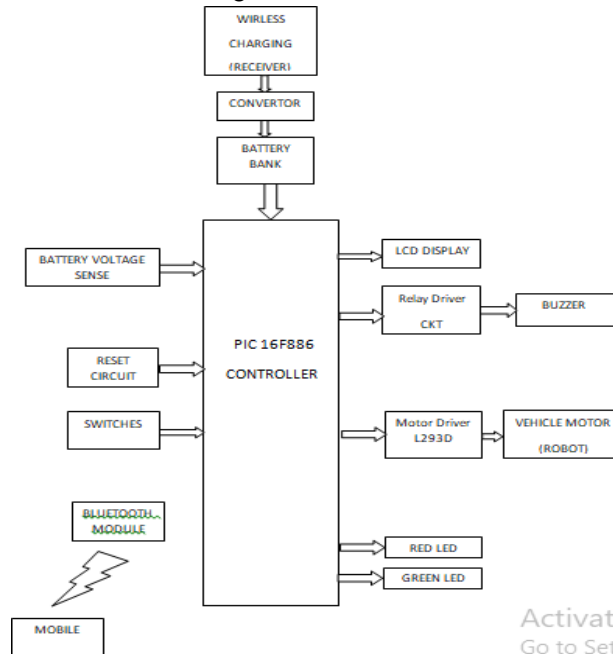 WIRLESS
CHARGING
(RECEIVER)
CONVERTOR
BATTERY
BANK
BATTERY VOLTAGE
SENSE
RESET
CIRCUIT
SWITCHES
BLUETOOTH
MODULE
MOBILE
PIC 16F886
CONTROLLER
LCD DISPLAY
Relay Driver
CKT
BUZZER
Motor Driver
L293D
VEHICLE MOTOR
(ROBOT)
RED LED
GREEN LED
Activat
Go to Set